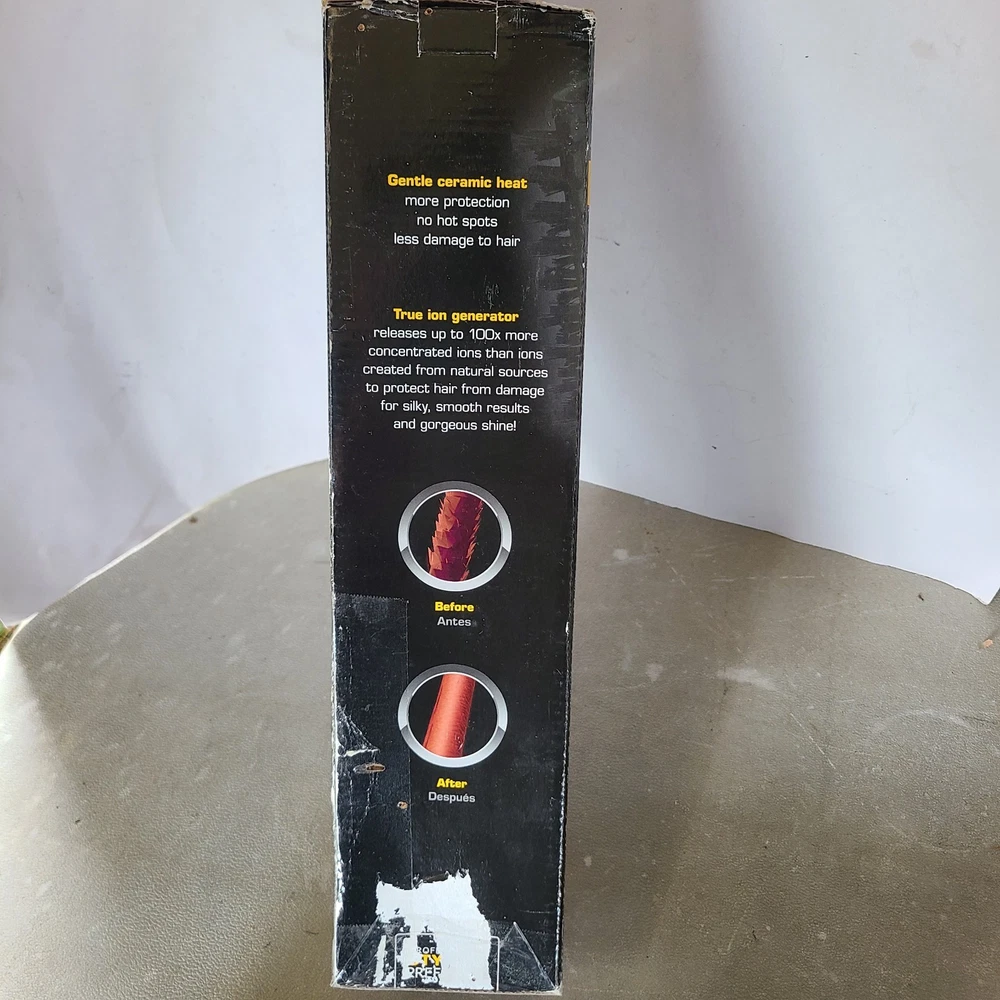 Gentle ceramic heat
more protection
no hot spots
less damage to hair
True ion generator
releases up to 100x more
concentrated ions than ions
created from natural sources
to protect hair from damage
for silky, smooth results
and gorgeous shine!
Before
Antes
After
Después